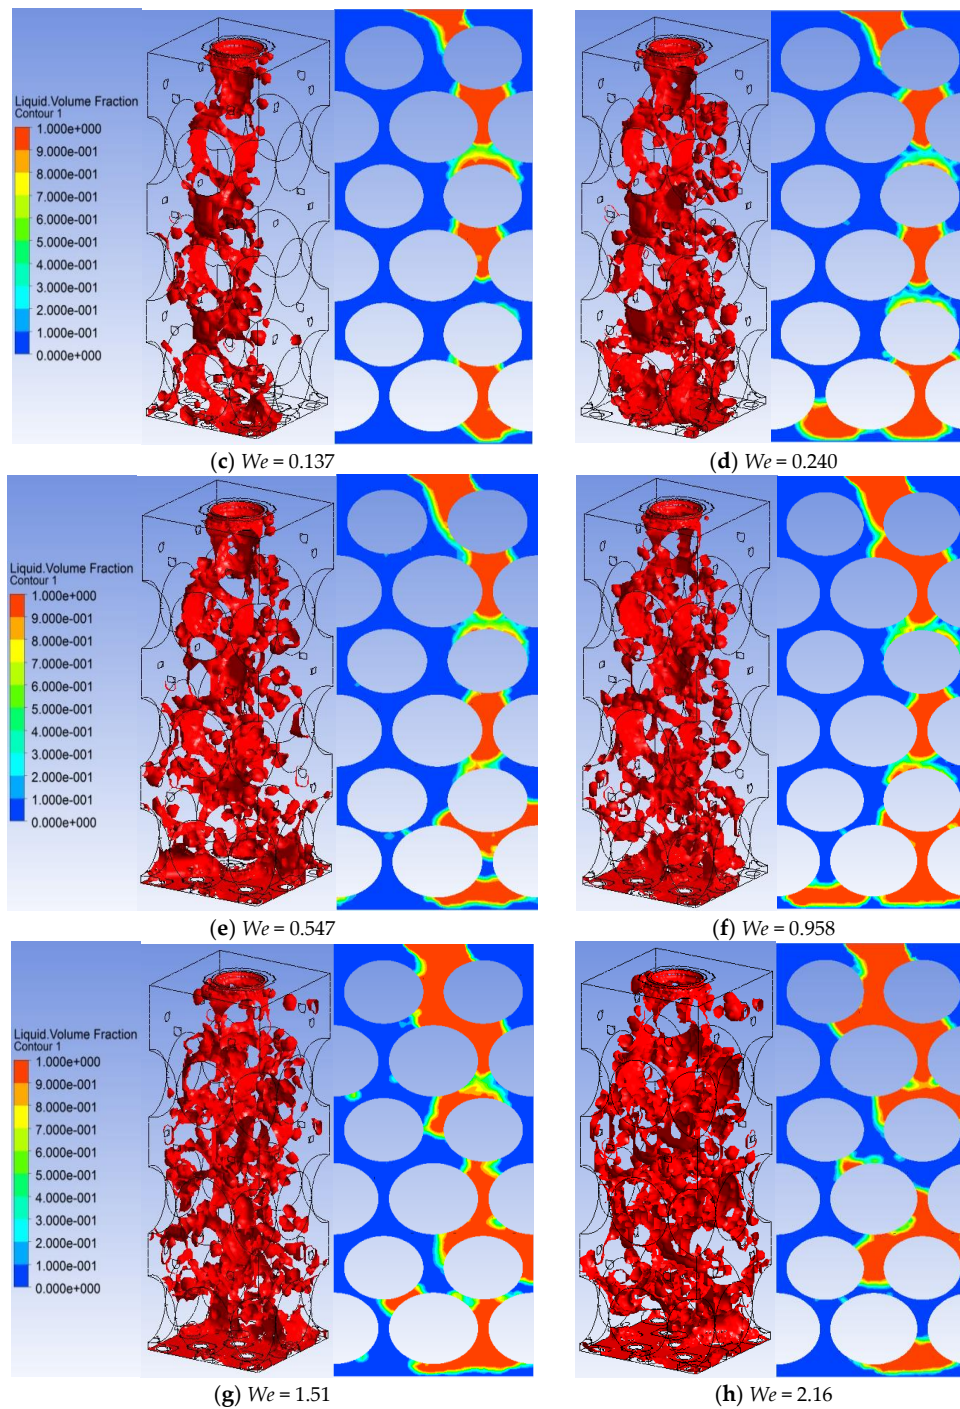 Liquid.Volume Fraction
Contour 1
1.000e+000
9.000e-001
8.000e-001
7.000e-001
6.000e-001
5.000e-001
4.000e-001
3.000e-001
2.000e-001
1.000e-001
0.000e+000
(c) We = 0.137
(d) We = 0.240
Liquid.Volume Fraction
Contour 1
1.000e+000
9.000e-001
8.000e-001
7.000e-001
6.000e-001
5.000e-001
4.000e-001
3.000e-001
2.000e-001
1.000e-001
0.000e+000
(e) We = 0.547
(f) We = 0.958
Liquid.Volume Fraction
Contour 1
1.000e+000
9.000e-001
8.000e-001
7.000e-001
6.000e-001
5.000e-001
4.000e-001
3.000e-001
2.000e-001
1.000e-001
0.000e+000
(g) We = 1.51
(h) We = 2.16